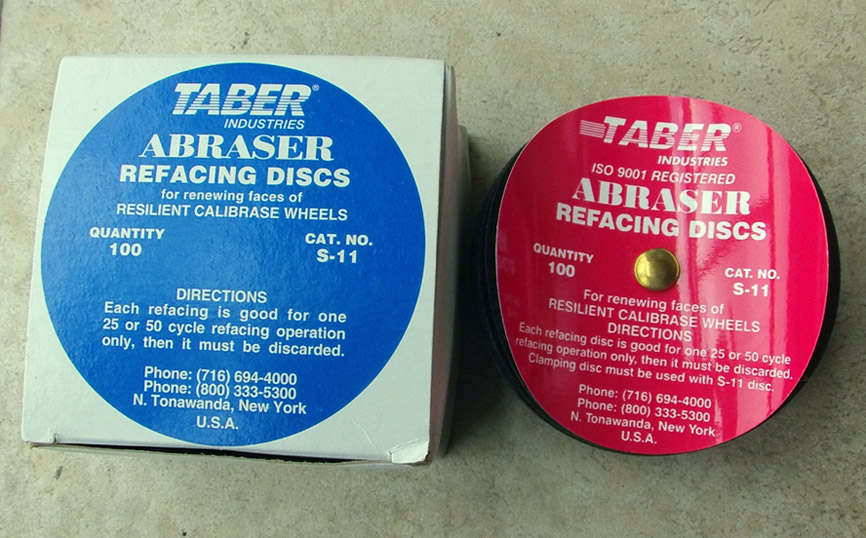 TABER®
INDUSTRIES
ABRASER
REFACING DISCS
for renewing faces of
RESILIENT CALIBRASE WHEELS
QUANTITY
100
CAT. NO.
S-11
DIRECTIONS
Each refacing is good for one
25 or 50 cycle refacing operation
only, then it must be discarded.
Phone: (716) 694-4000
Phone: (800) 333-5300
N. Tonawanda, New York
U.S.A.
TABER®
INDUSTRIES
ISO 9001 REGISTERED
ABRASER
REFACING DISCS
QUANTITY
100
CAT. NO.
S-11
For renewing faces of
RESILIENT CALIBRASE WHEELS
DIRECTIONS
Each refacing disc is good for one 25 or 50 cycle
refacing operation only, then it must be discarded.
Clamping disc must be used with S-11 disc.
Phone: (716) 694-4000
Phone: (800) 333-5300
N. Tonawanda, New York
U.S.A.